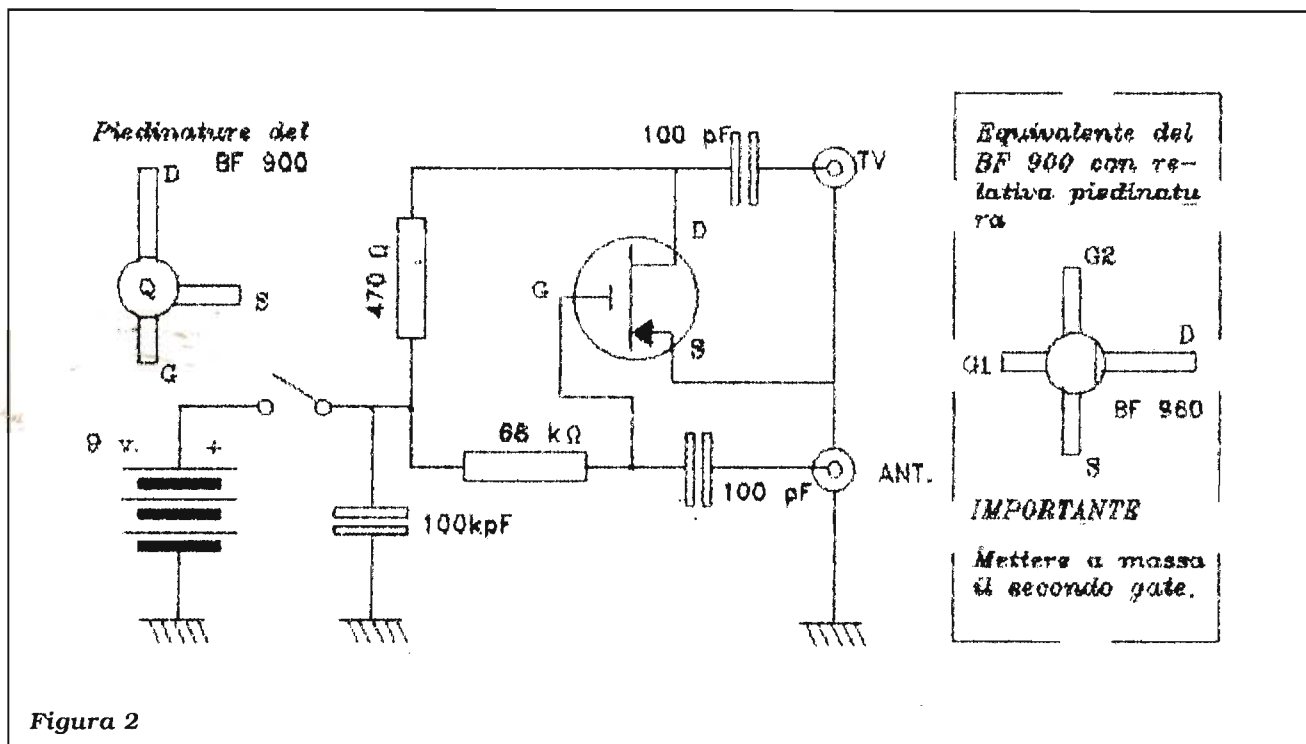 Piedinature del
BF 900
D
Q
S
G
9 v.
+
470 Ω
100kpF
68 kΩ
G
D
S
100 pF
TV
100 pF
ANT.
Equivalente del
BF 900 con re-
lativa piedinatu
ra
G2
G1
D
BF 960
S
IMPORTANTE
Mettere a massa
il secondo gate.
Figura 2